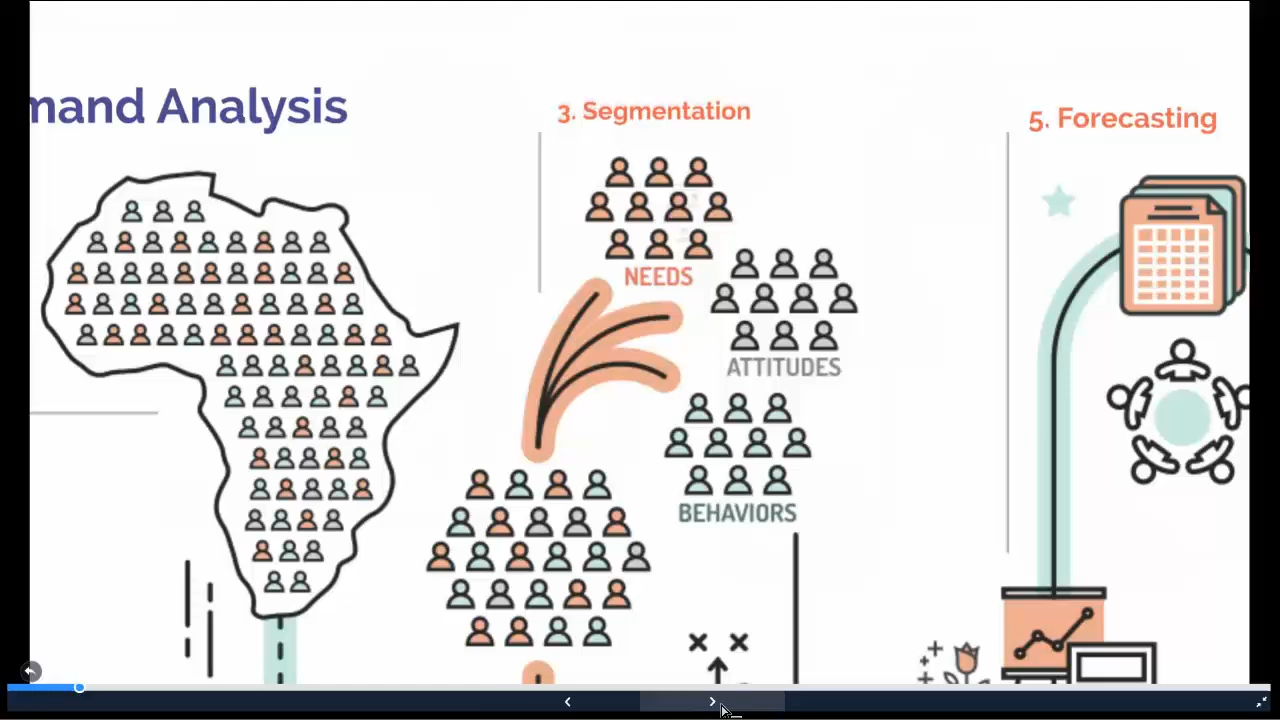 mand Analysis
3. Segmentation
5. Forecasting
NEEDS
ATTITUDES
BEHAVIORS